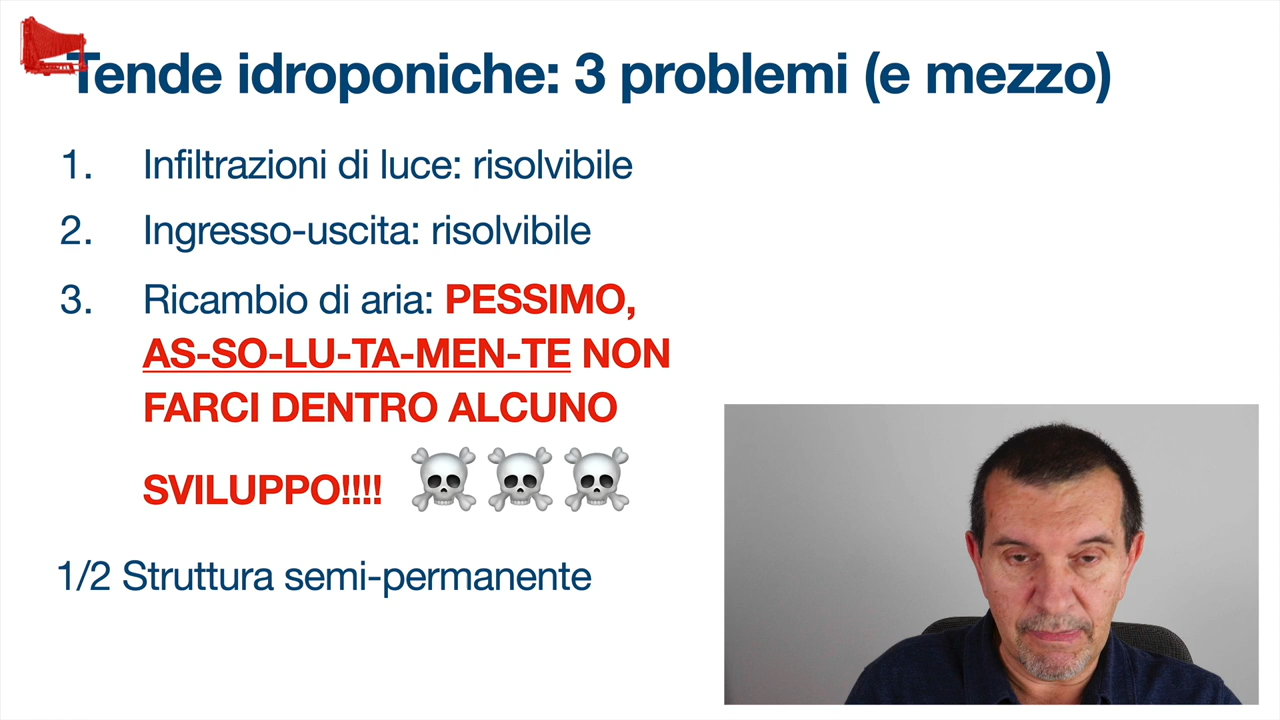 Tende idroponiche: 3 problemi (e mezzo)
1. Infiltrazioni di luce: risolvibile
2. Ingresso-uscita: risolvibile
3. Ricambio di aria: PESSIMO,
AS-SO-LU-TA-MEN-TE NON
FARCI DENTRO ALCUNO
SVILUPPO!!!! ☠️☠️☠️
1/2 Struttura semi-permanente